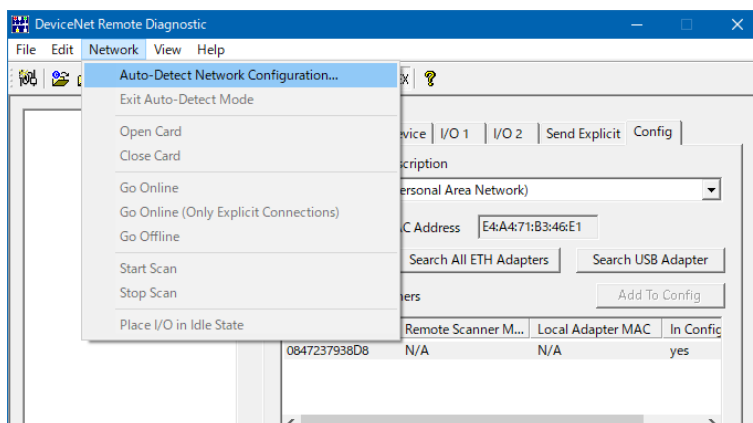 DeviceNet Remote Diagnostic
File Edit Network View Help
Auto-Detect Network Configuration...
Exit Auto-Detect Mode
Open Card
Close Card
Go Online
Go Online (Only Explicit Connections)
Go Offline
Start Scan
Stop Scan
Place I/O in Idle State
I/O 1 I/O 2 Send Explicit Config
ersonal Area Network)
C Address E4:A4:71:B3:46:E1
Search All ETH Adapters Search USB Adapter
Add To Config
Remote Scanner M... Local Adapter MAC In Config
0847237938D8 N/A N/A yes